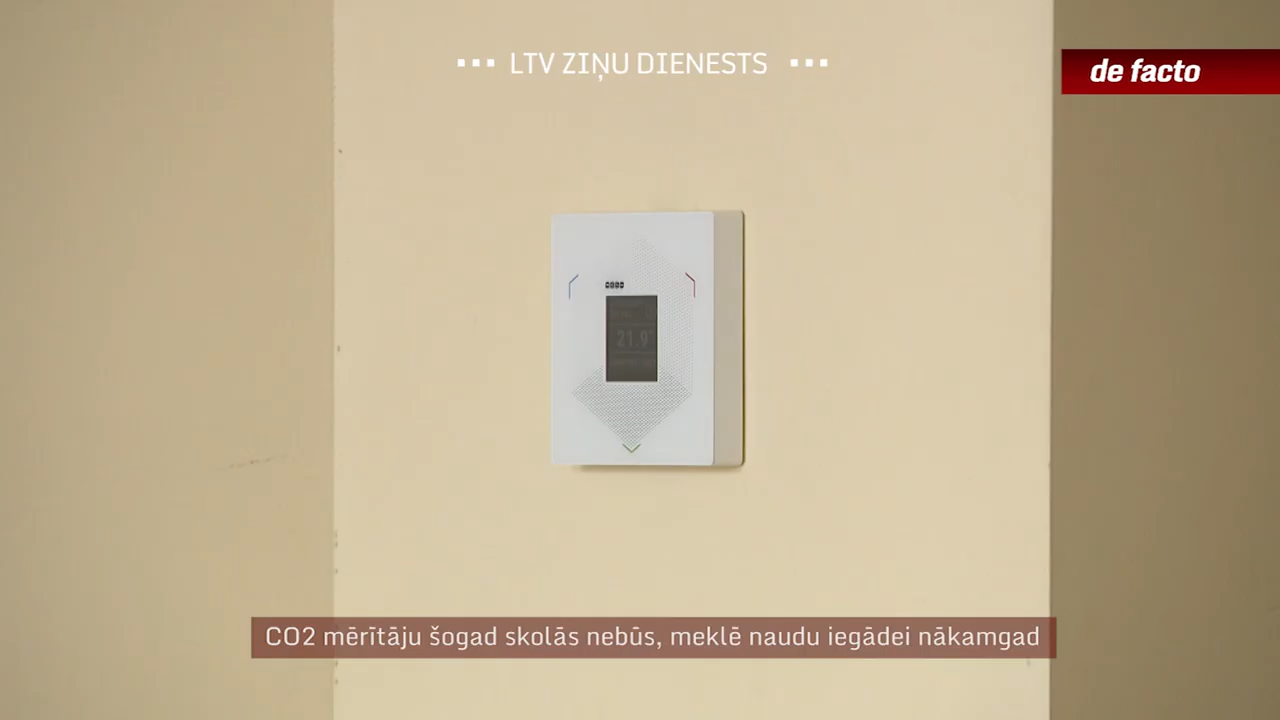 LTV ZIŅU DIENESTS
de facto
21.9°
CO2 mērītāju šogad skolās nebūs, meklē naudu iegādei nākamgad